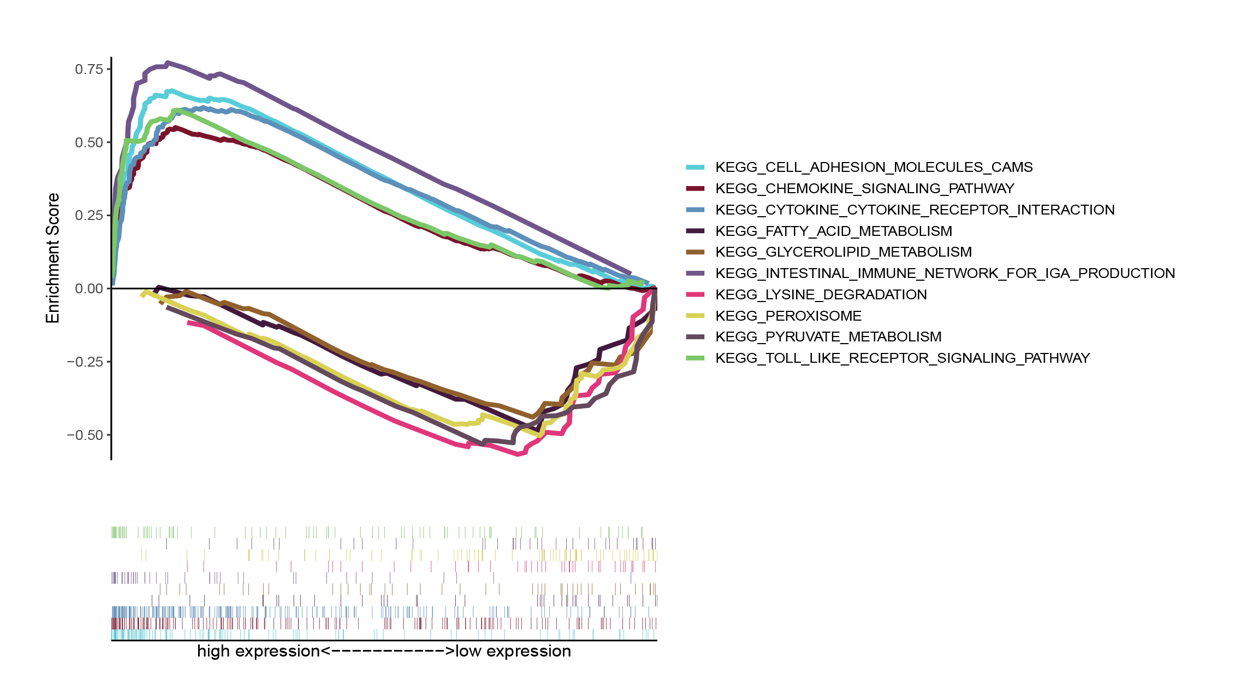 0.75
0.50
0.25
0.00
−0.25
−0.50
Enrichment Score
KEGG_CELL_ADHESION_MOLECULES_CAMS
KEGG_CHEMOKINE_SIGNALING_PATHWAY
KEGG_CYTOKINE_CYTOKINE_RECEPTOR_INTERACTION
KEGG_FATTY_ACID_METABOLISM
KEGG_GLYCEROLIPID_METABOLISM
KEGG_INTESTINAL_IMMUNE_NETWORK_FOR_IGA_PRODUCTION
KEGG_LYSINE_DEGRADATION
KEGG_PEROXISOME
KEGG_PYRUVATE_METABOLISM
KEGG_TOLL_LIKE_RECEPTOR_SIGNALING_PATHWAY
high expression<----------->low expression